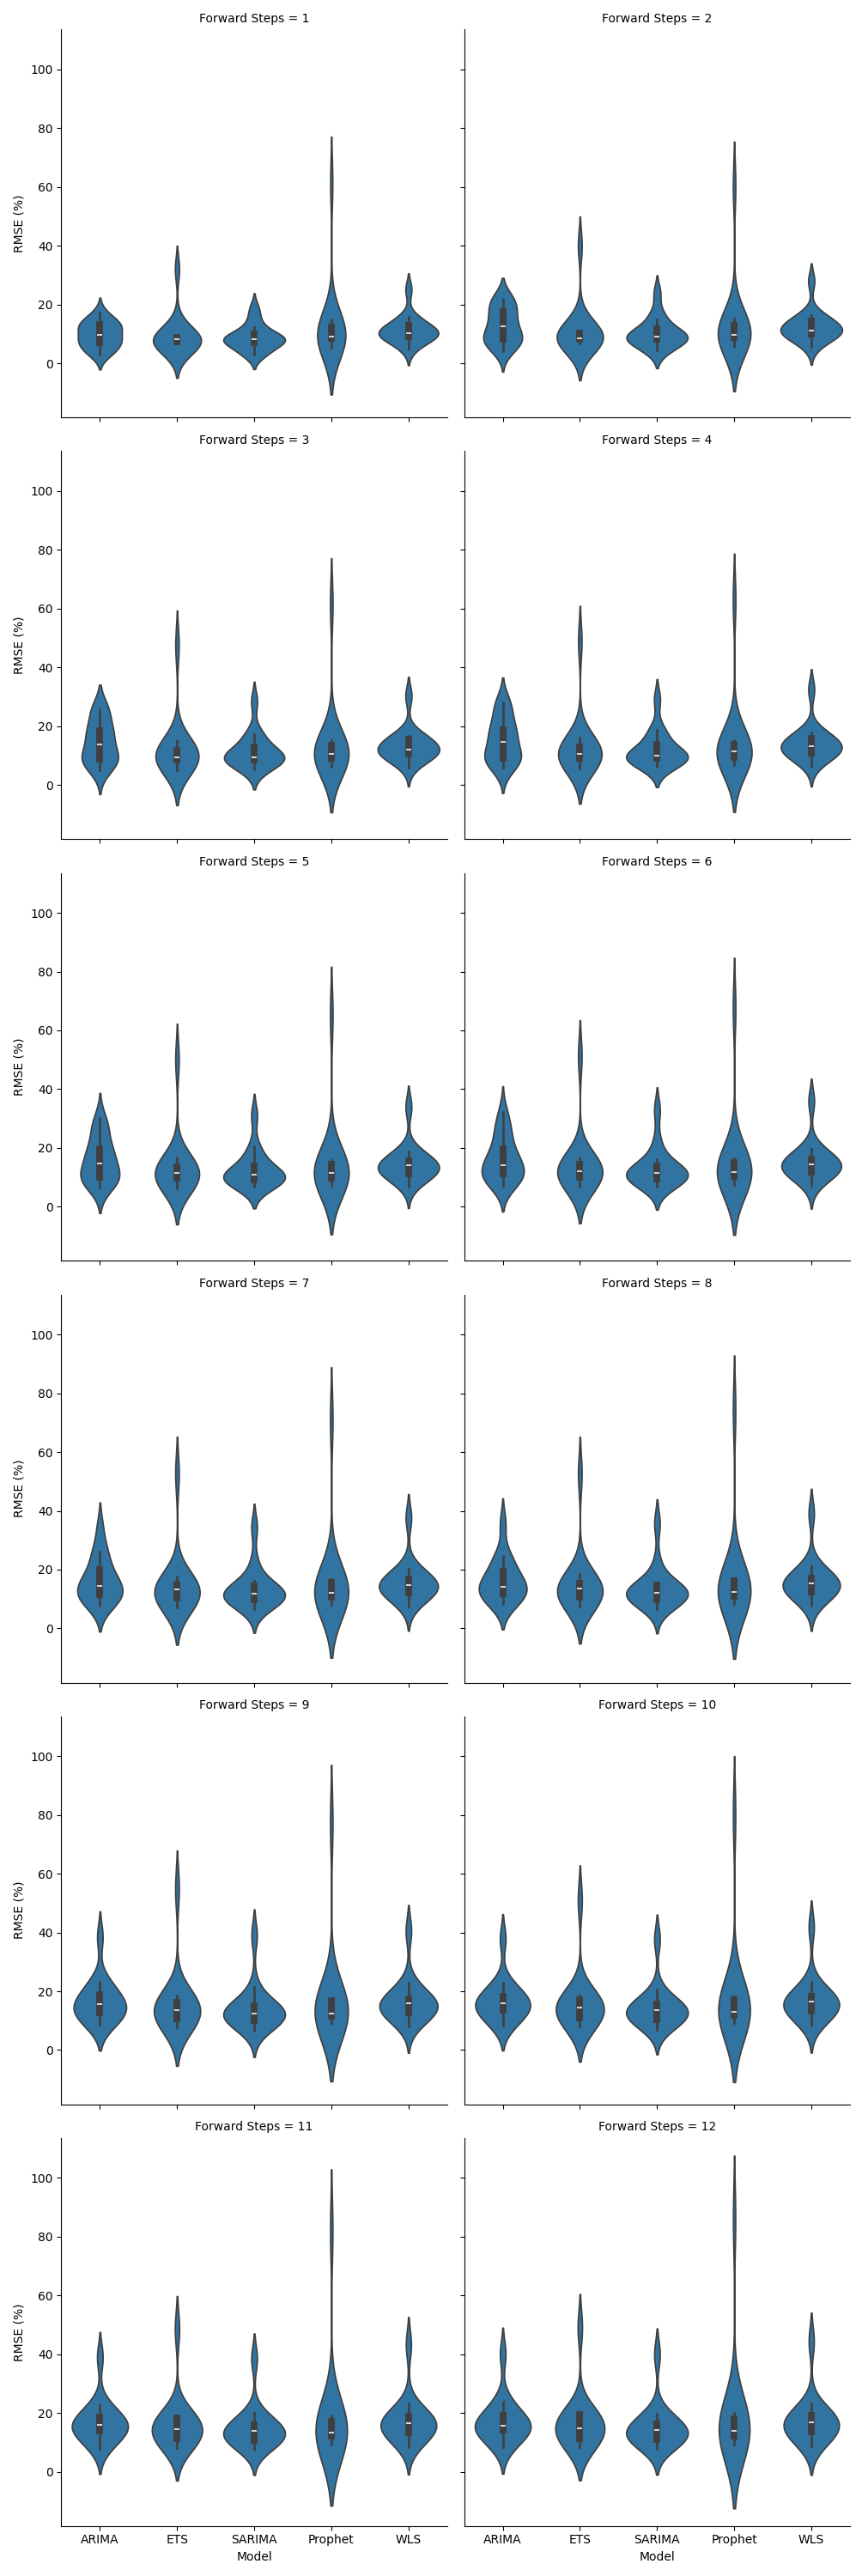 Forward Steps = 1
Forward Steps = 2
100
80
60
40
20
0
RMSE (%)
Forward Steps = 3
Forward Steps = 4
100
80
60
40
20
0
RMSE (%)
Forward Steps = 5
Forward Steps = 6
100
80
60
40
20
0
RMSE (%)
Forward Steps = 7
Forward Steps = 8
100
80
60
40
20
0
RMSE (%)
Forward Steps = 9
Forward Steps = 10
100
80
60
40
20
0
RMSE (%)
Forward Steps = 11
Forward Steps = 12
100
80
60
40
20
0
RMSE (%)
ARIMA ETS SARIMA Prophet WLS
Model
ARIMA ETS SARIMA Prophet WLS
Model